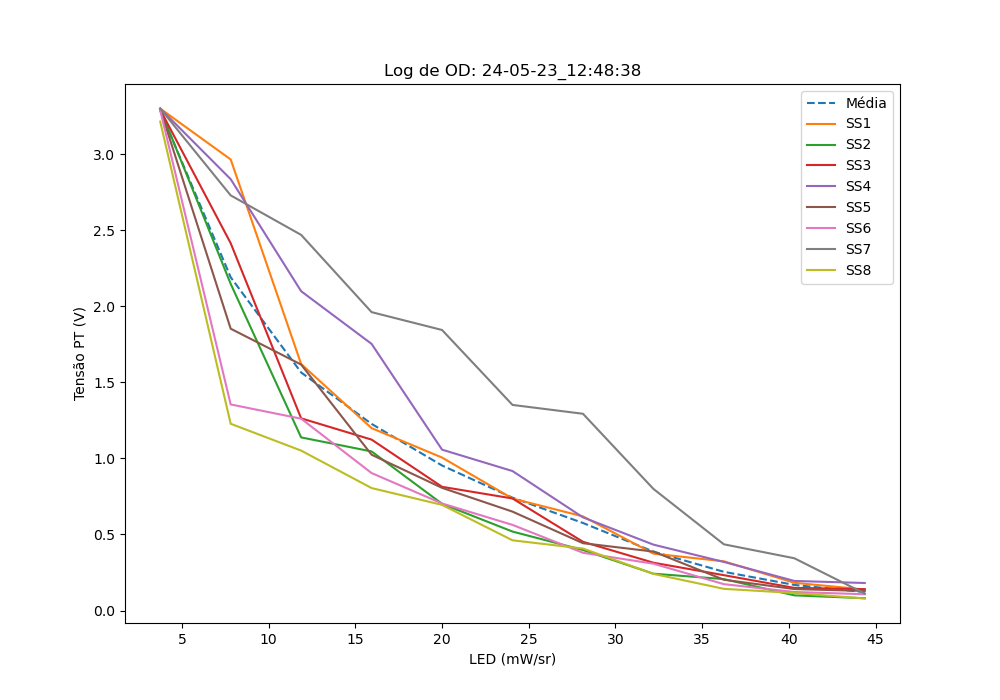 Log de OD: 24-05-23_12:48:38
Média
SS1
SS2
SS3
SS4
SS5
SS6
SS7
SS8
Tensão PT (V)
3.0
2.5
2.0
1.5
1.0
0.5
0.0
5 10 15 20 25 30 35 40 45
LED (mW/sr)